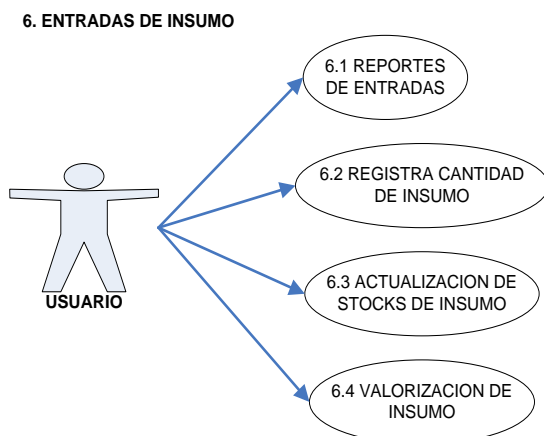 6. ENTRADAS DE INSUMO
6.1 REPORTES
DE ENTRADAS
6.2 REGISTRA CANTIDAD
DE INSUMO
6.3 ACTUALIZACION DE
STOCKS DE INSUMO
USUARIO
6.4 VALORIZACION DE
INSUMO